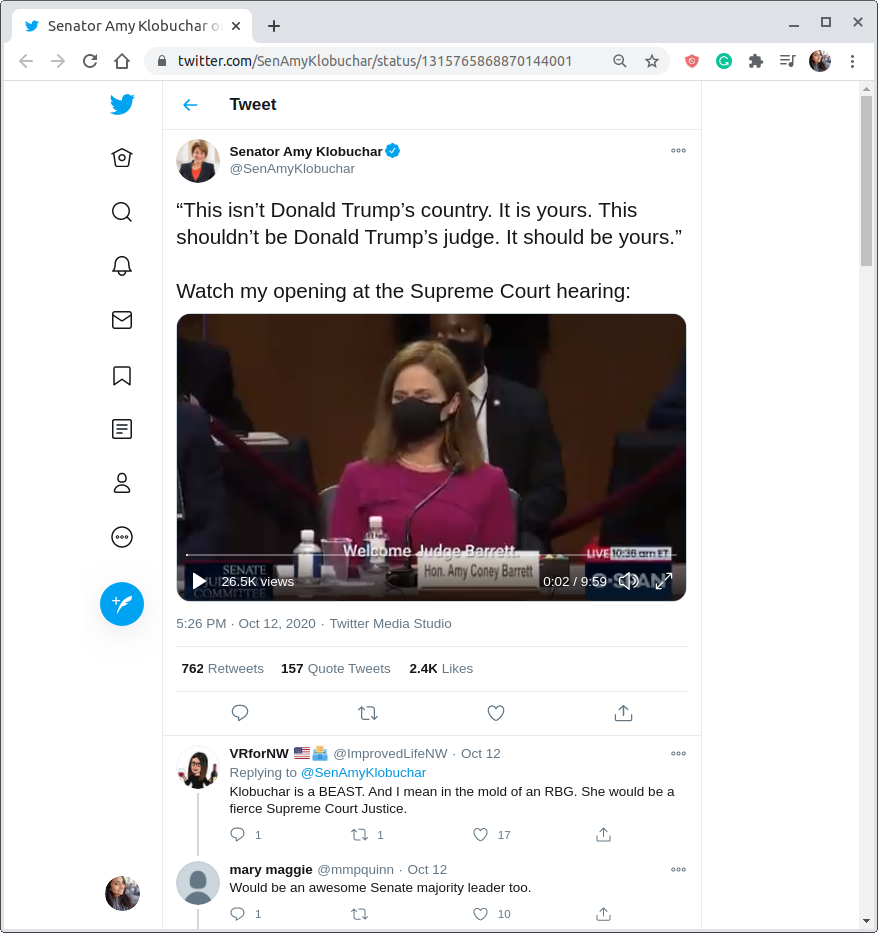 Senator Amy Klobuchar o
twitter.com/SenAmyKlobuchar/status/1315765868870144001
Tweet
Senator Amy Klobuchar
@SenAmyKlobuchar
“This isn’t Donald Trump’s country. It is yours. This
shouldn’t be Donald Trump’s judge. It should be yours.”
Watch my opening at the Supreme Court hearing:
Welcome Judge Barrett.
LIVE 10:36 am ET
SENATE
COMMITTEE
Hon. Amy Coney Barrett
26.5K views
0:02 / 9:59
5:26 PM · Oct 12, 2020 · Twitter Media Studio
762 Retweets 157 Quote Tweets 2.4K Likes
VRforNW @ImprovedLifeNW · Oct 12
Replying to @SenAmyKlobuchar
Klobuchar is a BEAST. And I mean in the mold of an RBG. She would be a
fierce Supreme Court Justice.
1 1 17
mary maggie @mmpquinn · Oct 12
Would be an awesome Senate majority leader too.
1 10